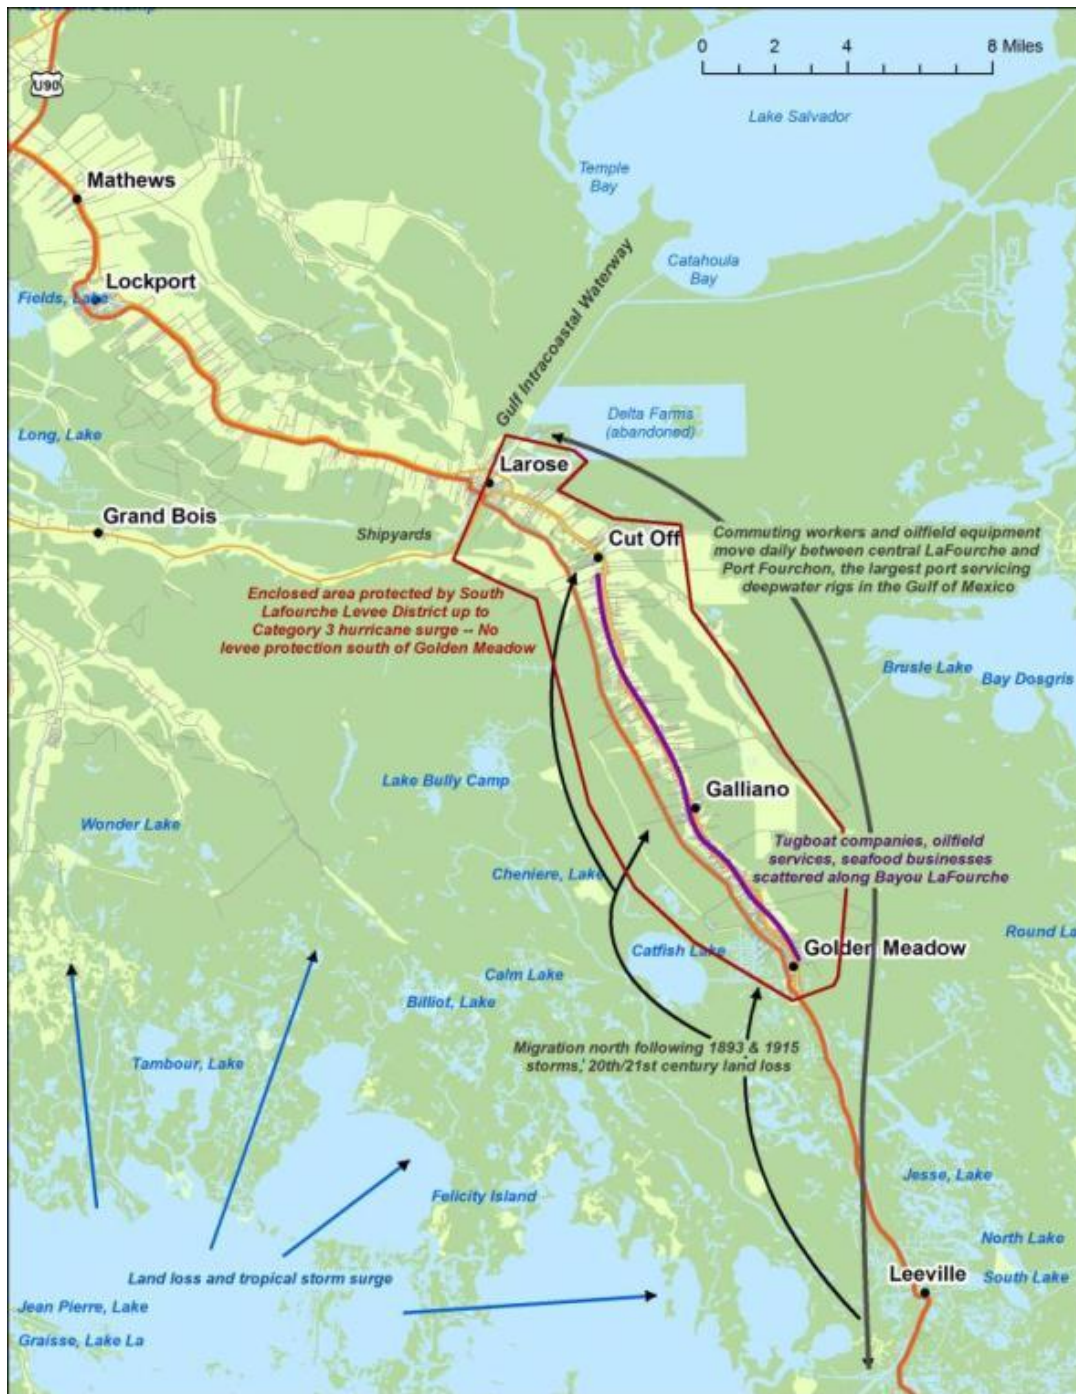 0 2 4 8 Miles
U90
Lake Salvador
Temple
Bay
Mathews
Catahoula
Bay
Lockport
Fields, Lake
Gulf Intracoastal Waterway
Delta Farms
(abandoned)
Long, Lake
Larose
Grand Bois
Shipyards
Cut Off
Commuting workers and oilfield equipment
move daily between central LaFourche and
Port Fourchon, the largest port servicing
deepwater rigs in the Gulf of Mexico
Enclosed area protected by South
Lafourche Levee District up to
Category 3 hurricane surge -- No
levee protection south of Golden Meadow
Brusle Lake
Bay Dosgris
Lake Bully Camp
Galliano
Wonder Lake
Tugboat companies, oilfield
services, seafood businesses
scattered along Bayou LaFourche
Cheniere, Lake
Round La
Catfish Lake
Golden Meadow
Calm Lake
Billiot, Lake
Migration north following 1893 & 1915
storms, 20th/21st century land loss
Tambour, Lake
Jesse, Lake
Felicity Island
North Lake
Leeville
South Lake
Land loss and tropical storm surge
Jean Pierre, Lake
Graisse, Lake La